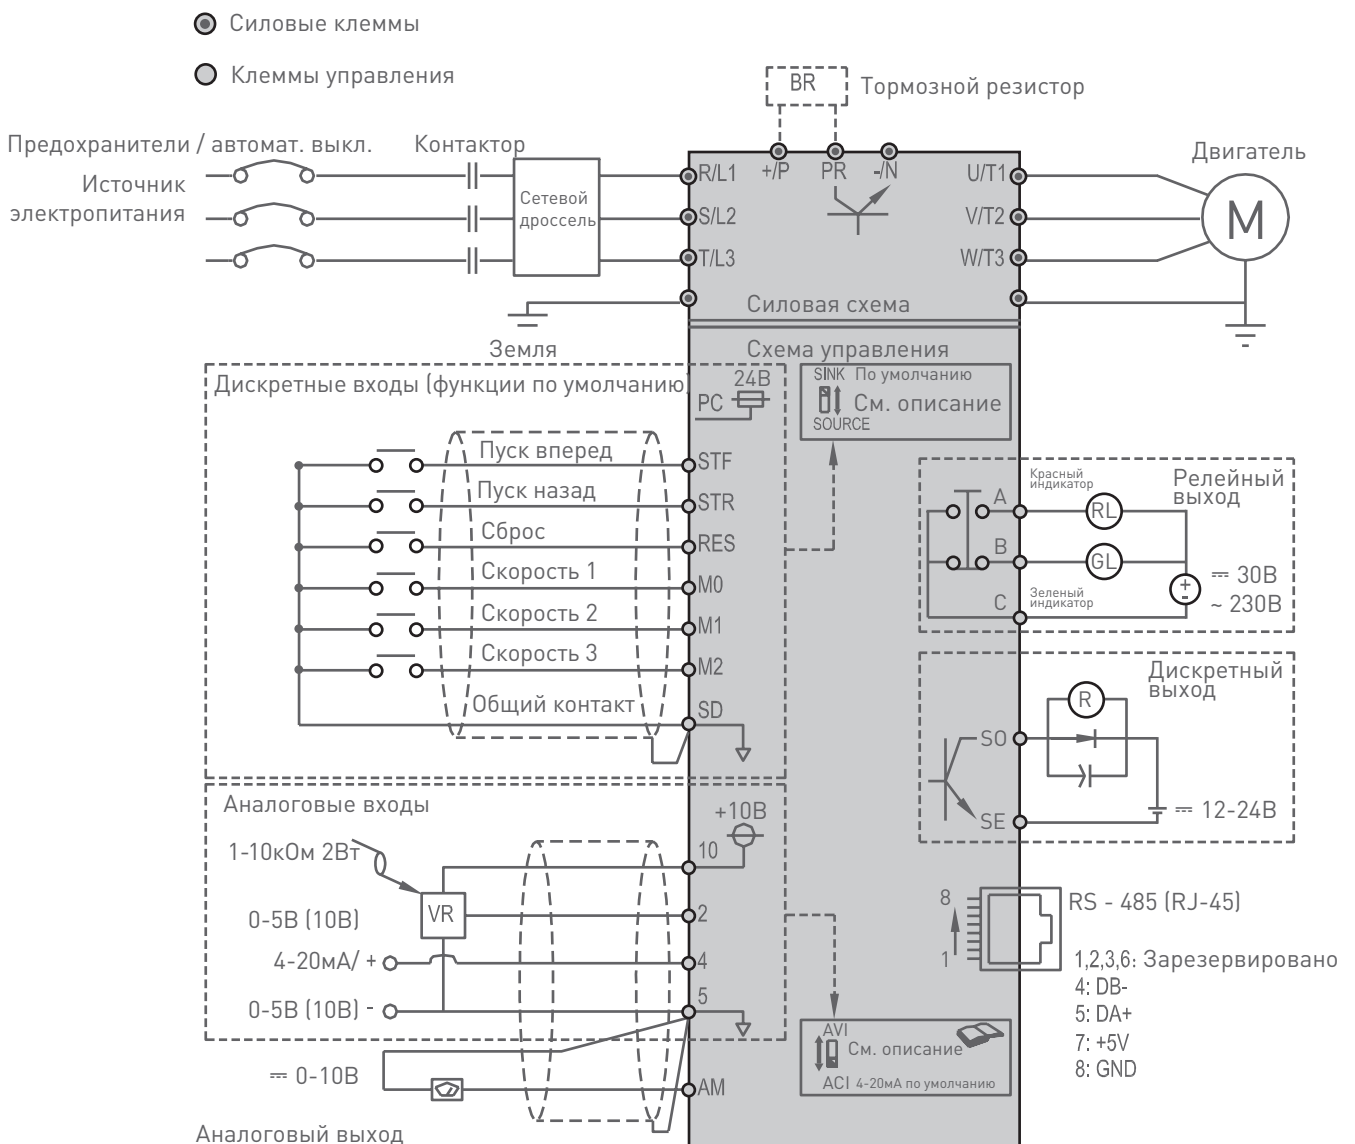 Силовые клеммы
Клеммы управления
BR
Тормозной резистор
Предохранители / автомат. выкл.
Контактор
Двигатель
Источник
электропитания
Сетевой
дроссель
R/L1
+/P
PR
-/N
U/T1
S/L2
V/T2
M
T/L3
W/T3
Силовая схема
Земля
Схема управления
Дискретные входы (функции по умолчанию)
24В
PC
SINK По умолчанию
См. описание
SOURCE
Пуск вперед
STF
Пуск назад
STR
Сброс
RES
Скорость 1
M0
Скорость 2
M1
Скорость 3
M2
Общий контакт
SD
Красный
индикатор
Релейный
выход
A
RL
B
GL
C
Зеленый
индикатор
+
-
⎓ 30В
~ 230В
Дискретный
выход
R
SO
SE
⎓ 12-24В
Аналоговые входы
+10В
1-10кОм 2Вт
10
0-5В (10В)
VR
2
4-20мА/ +
4
0-5В (10В) -
5
⎓ 0-10В
AM
Аналоговый выход
AVI
См. описание
ACI 4-20мА по умолчанию
8
1
RS - 485 (RJ-45)
1,2,3,6: Зарезервировано
4: DB-
5: DA+
7: +5V
8: GND